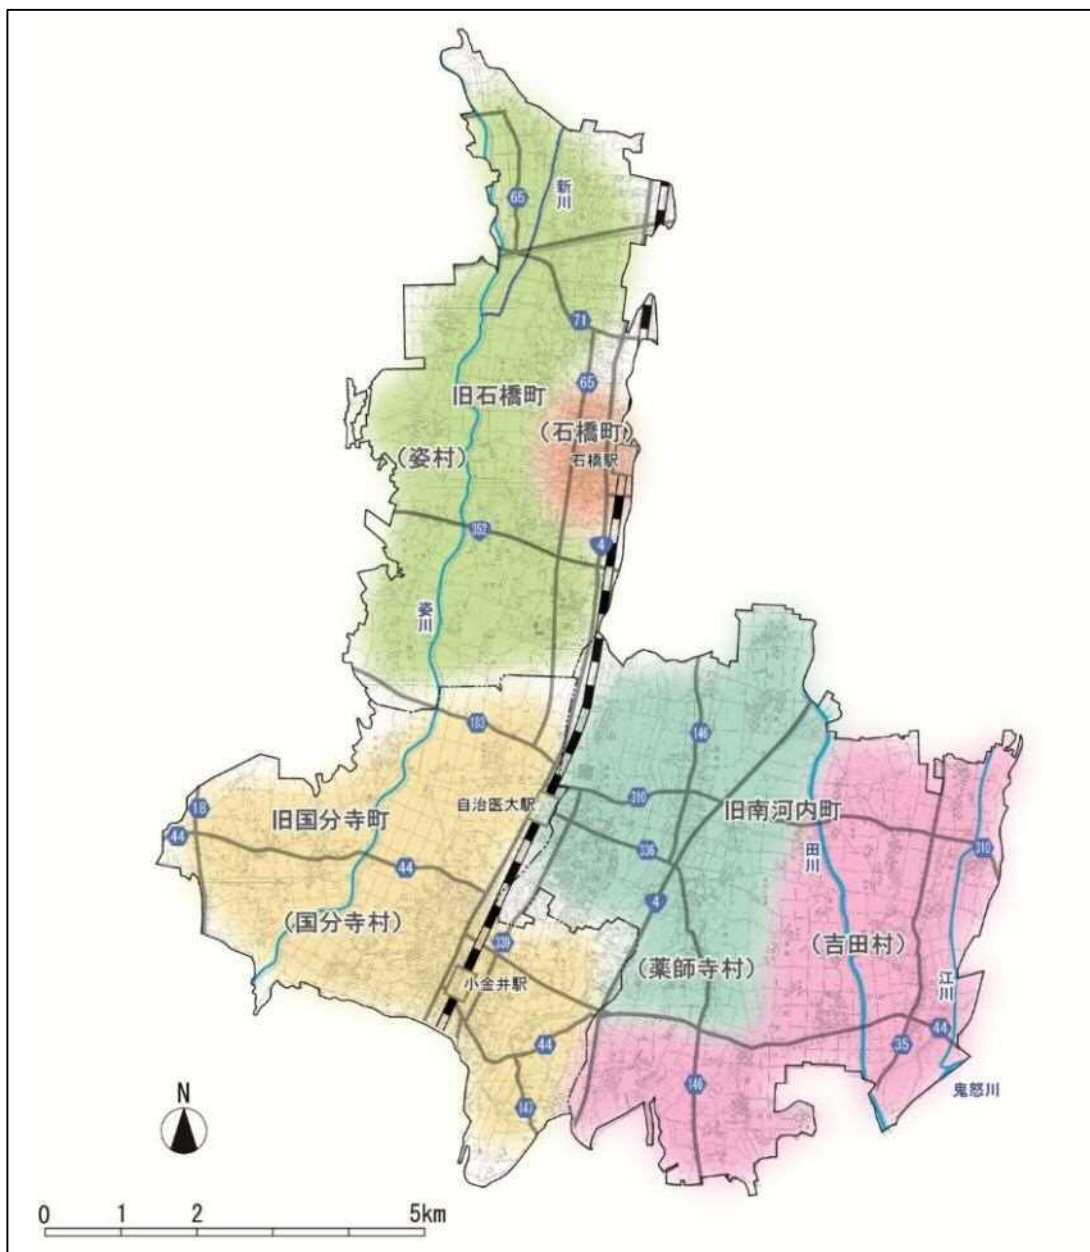 新川
65
71
65
旧石橋町
(石橋町)
石橋駅
(姿村)
352
4
姿川
183
146
自治医大駅
310
旧南河内町
18
旧国分寺町
44
44
336
田川
310
4
(国分寺村)
(薬師寺村)
(吉田村)
339
小金井駅
江川
44
44
35
146
147
鬼怒川
N
0 1 2 5km